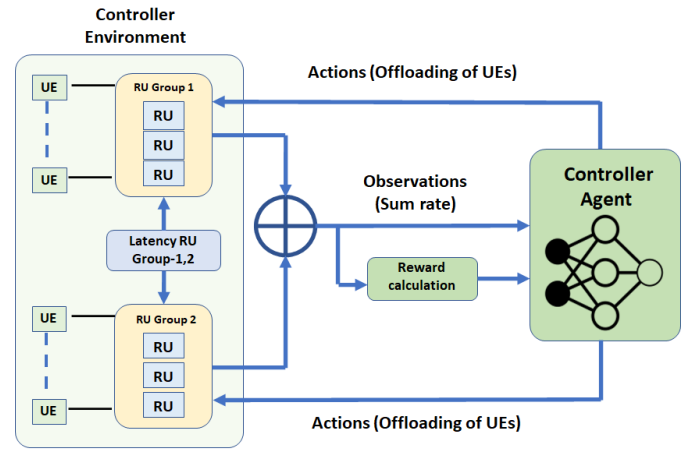 Controller
Environment
UE
UE
RU Group 1
RU
RU
RU
Latency RU
Group-1,2
UE
UE
RU Group 2
RU
RU
RU
Actions (Offloading of UEs)
Observations
(Sum rate)
Reward
calculation
Controller
Agent
Actions (Offloading of UEs)